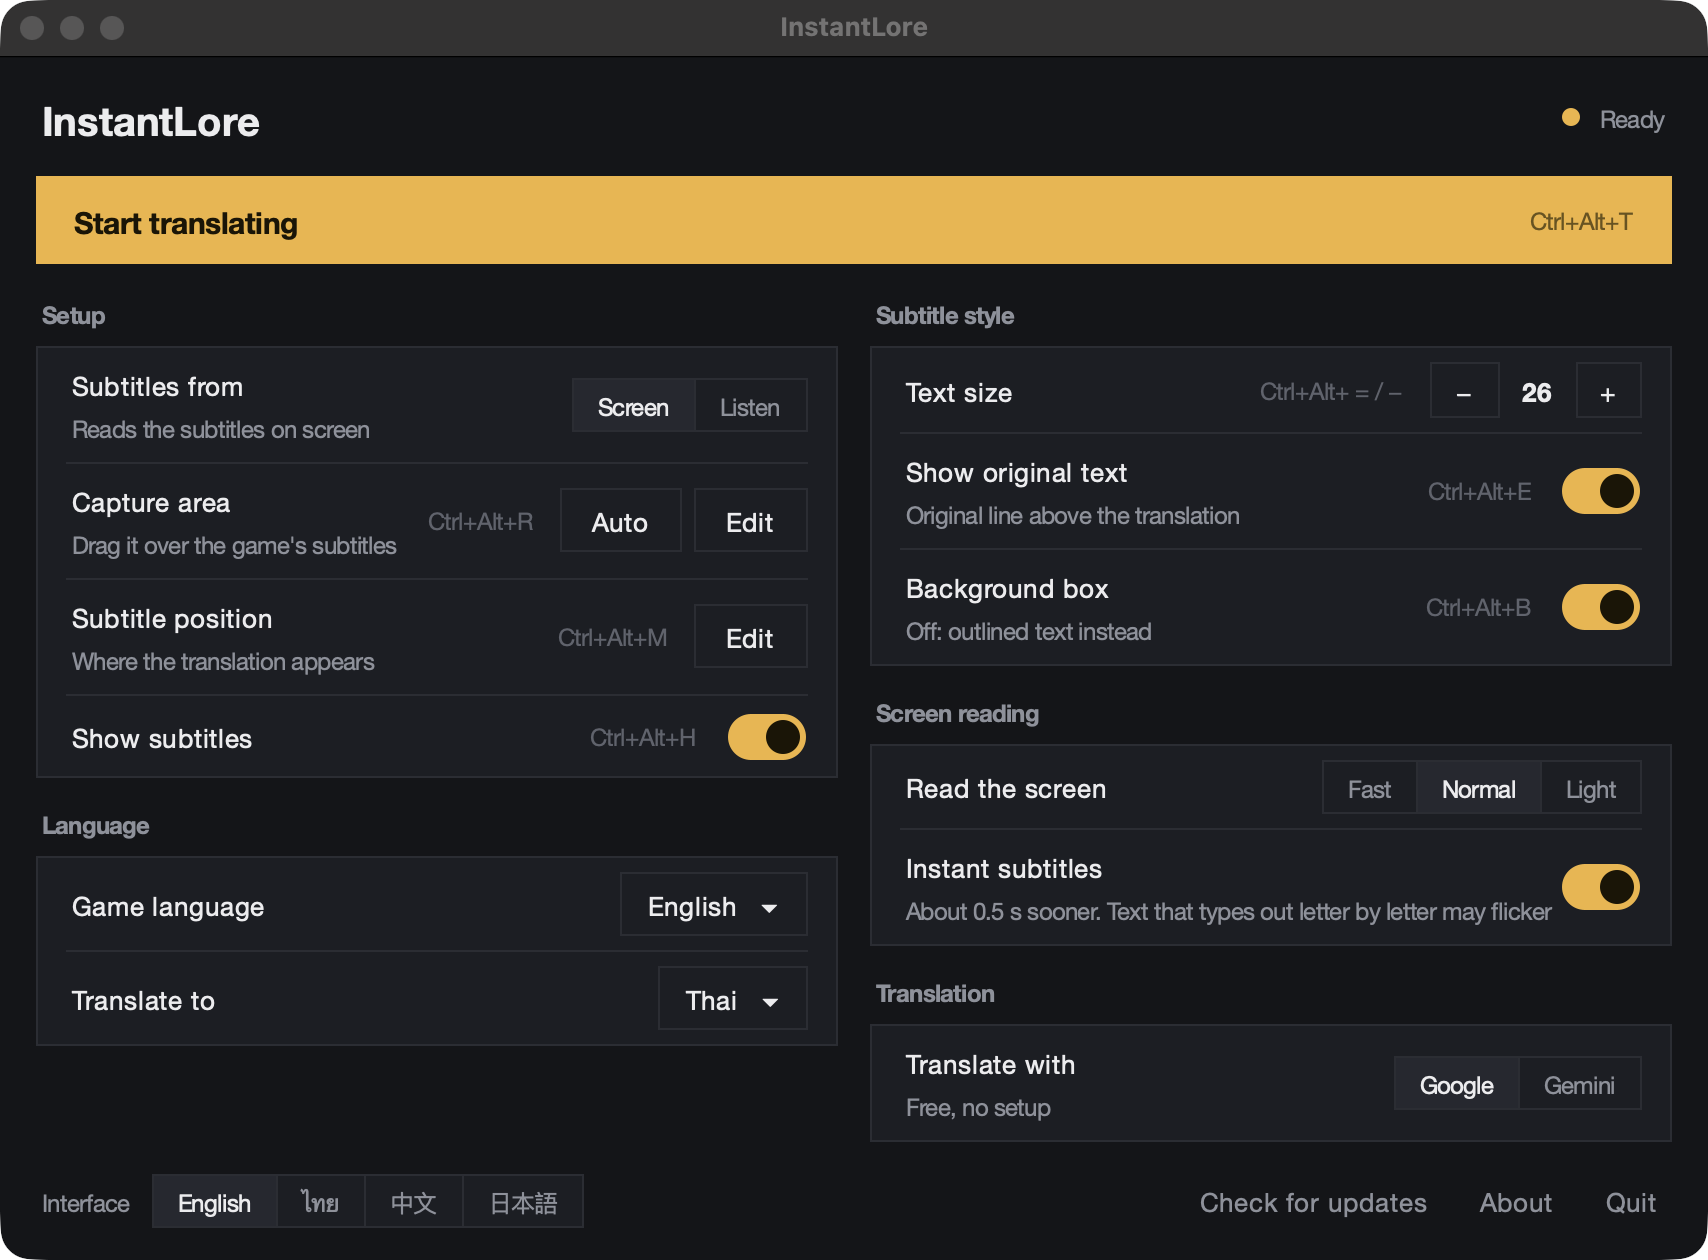 InstantLore
InstantLore
Ready
Start translating
Ctrl+Alt+T
Setup
Subtitles from
Reads the subtitles on screen
Screen
Listen
Capture area
Drag it over the game's subtitles
Ctrl+Alt+R
Auto
Edit
Subtitle position
Where the translation appears
Ctrl+Alt+M
Edit
Show subtitles
Ctrl+Alt+H
Language
Game language
English
Translate to
Thai
Subtitle style
Text size
Ctrl+Alt+ = / −
−
26
+
Show original text
Original line above the translation
Ctrl+Alt+E
Background box
Off: outlined text instead
Ctrl+Alt+B
Screen reading
Read the screen
Fast
Normal
Light
Instant subtitles
About 0.5 s sooner. Text that types out letter by letter may flicker
Translation
Translate with
Free, no setup
Google
Gemini
Interface
English
ไทย
中文
日本語
Check for updates
About
Quit